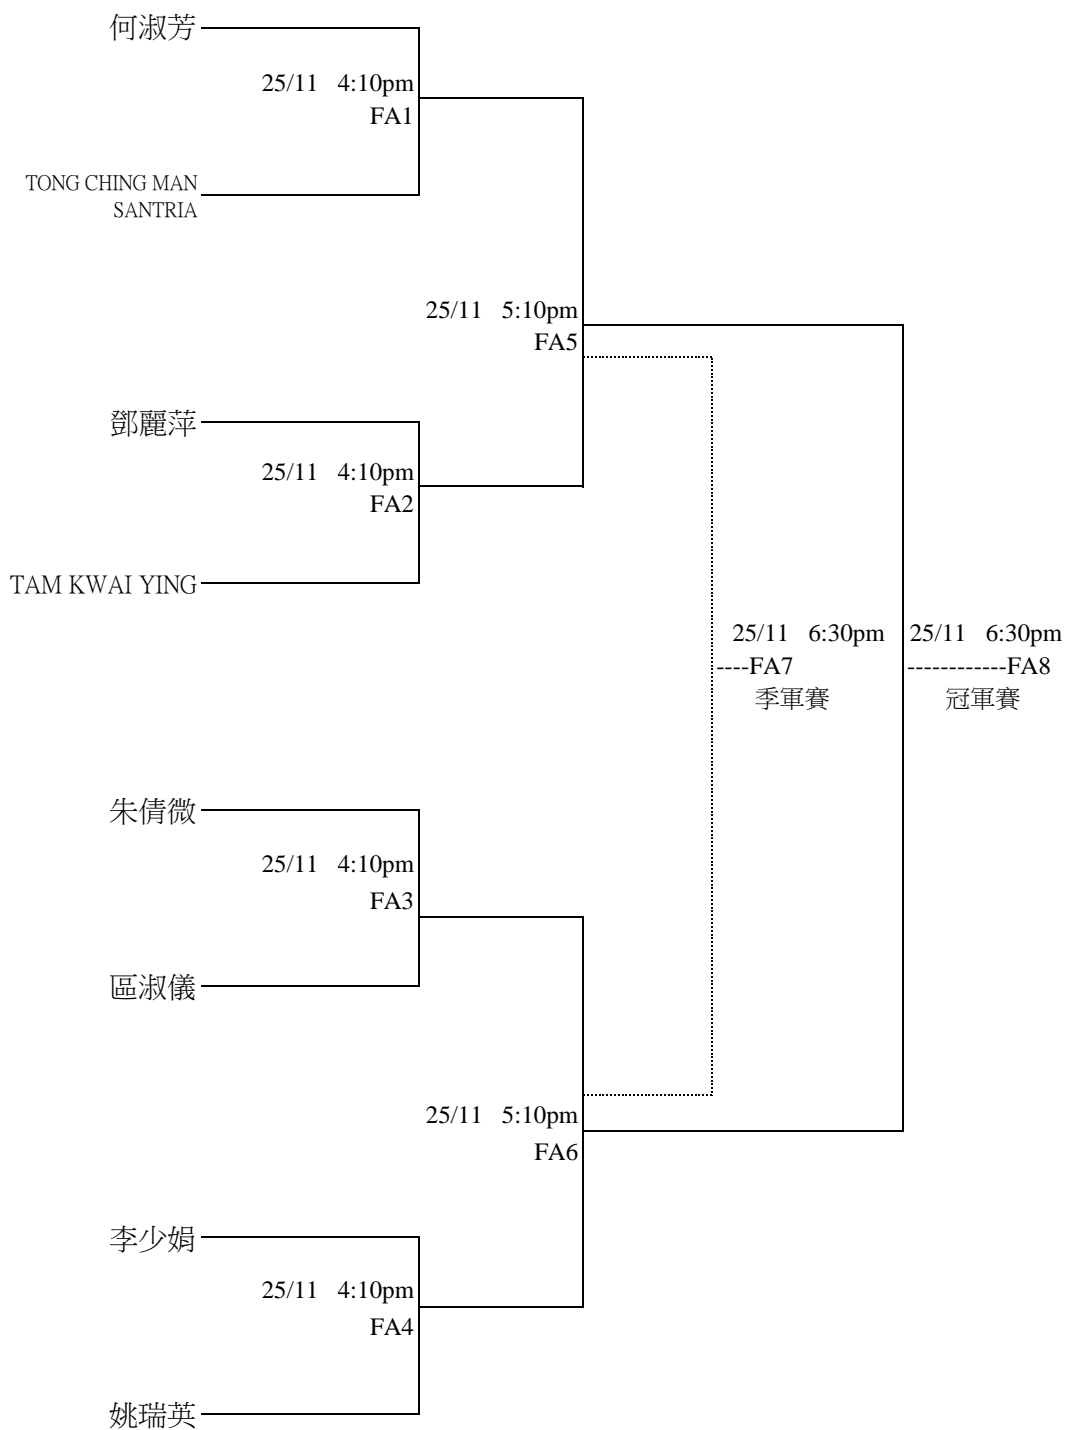 何淑芳
25/11 4:10pm
FA1
TONG CHING MAN
SANTRIA
25/11 5:10pm
FA5
鄧麗萍
25/11 4:10pm
FA2
TAM KWAI YING
25/11 6:30pm
----FA7
季軍賽
25/11 6:30pm
------------FA8
冠軍賽
朱倩微
25/11 4:10pm
FA3
區淑儀
25/11 5:10pm
FA6
李少娟
25/11 4:10pm
FA4
姚瑞英